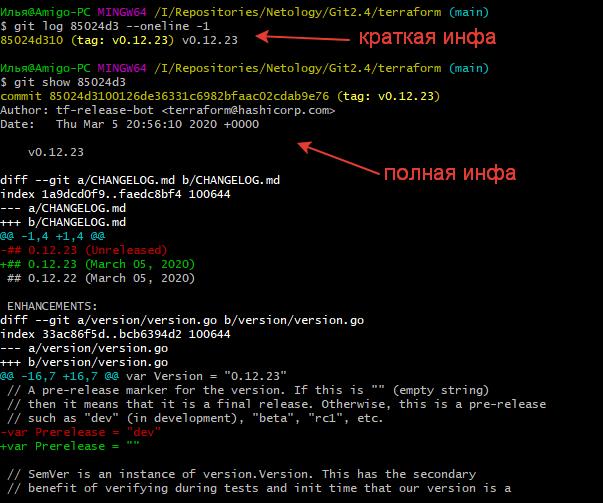 Илья@Amigo-PC MINGW64 /I/Repositories/Netology/Git2.4/terraform (main)
$ git log 85024d3 --oneline -1
85024d310 (tag: v0.12.23) v0.12.23
краткая инфа
Илья@Amigo-PC MINGW64 /I/Repositories/Netology/Git2.4/terraform (main)
$ git show 85024d3
commit 85024d3100126de36331c6982bfaac02cdab9e76 (tag: v0.12.23)
Author: tf-release-bot <terraform@hashicorp.com>
Date:   Thu Mar 5 20:56:10 2020 +0000
v0.12.23
полная инфа
diff --git a/CHANGELOG.md b/CHANGELOG.md
index 1a9dcd0f9..faedc8bf4 100644
--- a/CHANGELOG.md
+++ b/CHANGELOG.md
@@ -1,4 +1,4 @@
-## 0.12.23 (Unreleased)
+## 0.12.23 (March 05, 2020)
 ## 0.12.22 (March 05, 2020)
ENHANCEMENTS:
diff --git a/version/version.go b/version/version.go
index 33ac86f5d..bcb6394d2 100644
--- a/version/version.go
+++ b/version/version.go
@@ -16,7 +16,7 @@ var Version = "0.12.23"
 // A pre-release marker for the version. If this is "" (empty string)
 // then it means that it is a final release. Otherwise, this is a pre-release
 // such as "dev" (in development), "beta", "rc1", etc.
-var Prerelease = "dev"
+var Prerelease = ""
 // SemVer is an instance of version.Version. This has the secondary
 // benefit of verifying during tests and init time that our version is a